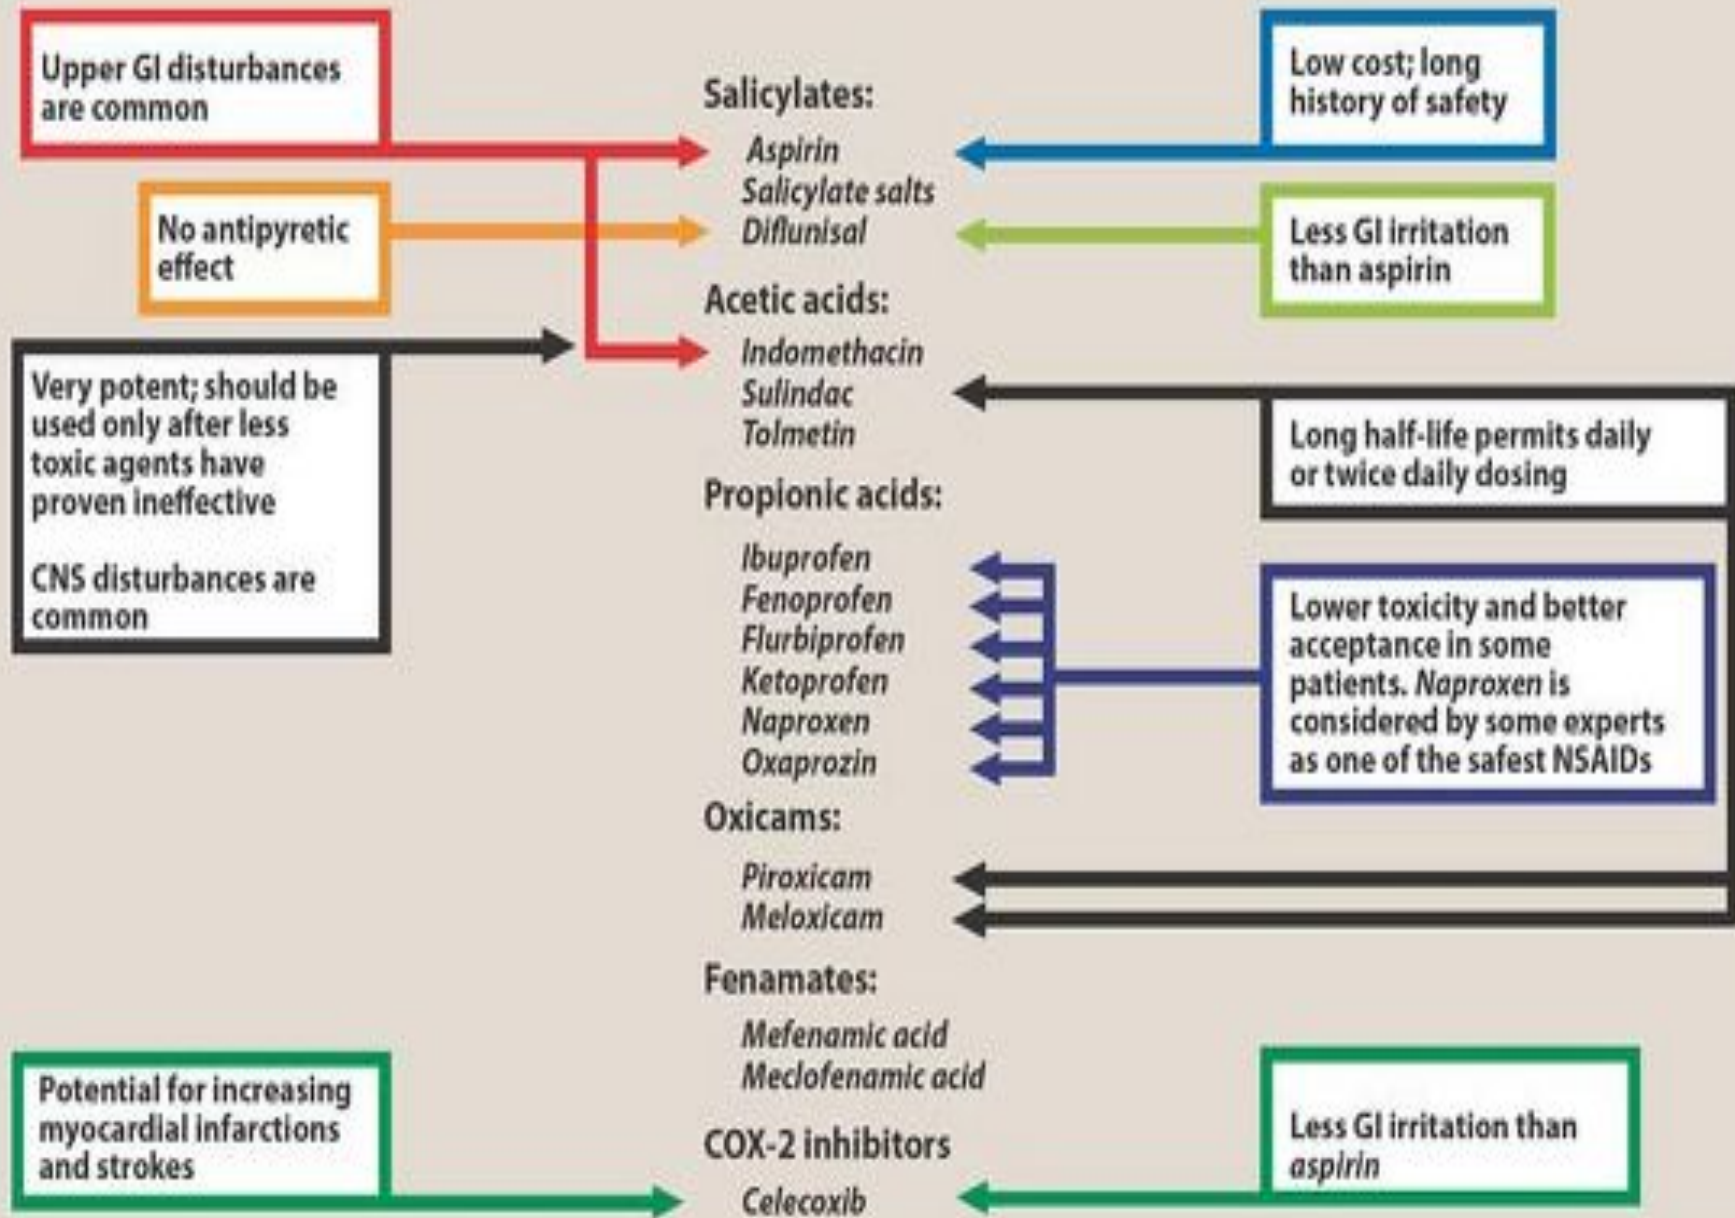 Upper GI disturbances
are common
No antipyretic
effect
Very potent; should be
used only after less
toxic agents have
proven ineffective
CNS disturbances are
common
Potential for increasing
myocardial infarctions
and strokes
Salicylates:
Aspirin
Salicylate salts
Diflunisal
Acetic acids:
Indomethacin
Sulindac
Tolmetin
Propionic acids:
Ibuprofen
Fenoprofen
Flurbiprofen
Ketoprofen
Naproxen
Oxaprozin
Oxicams:
Piroxicam
Meloxicam
Fenamates:
Mefenamic acid
Meclofenamic acid
COX-2 inhibitors
Celecoxib
Low cost; long
history of safety
Less GI irritation
than aspirin
Long half-life permits daily
or twice daily dosing
Lower toxicity and better
acceptance in some
patients. Naproxen is
considered by some experts
as one of the safest NSAIDs
Less GI irritation than
aspirin